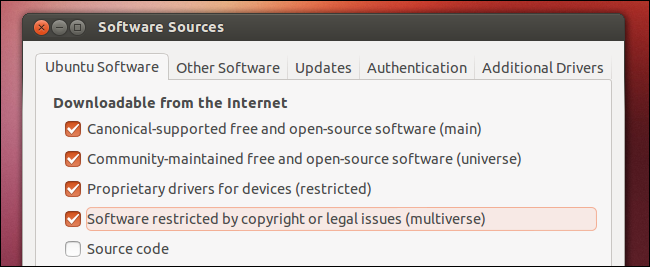 Software Sources
Ubuntu Software Other Software Updates Authentication Additional Drivers
Downloadable from the Internet
Canonical-supported free and open-source software (main)
Community-maintained free and open-source software (universe)
Proprietary drivers for devices (restricted)
Software restricted by copyright or legal issues (multiverse)
Source code